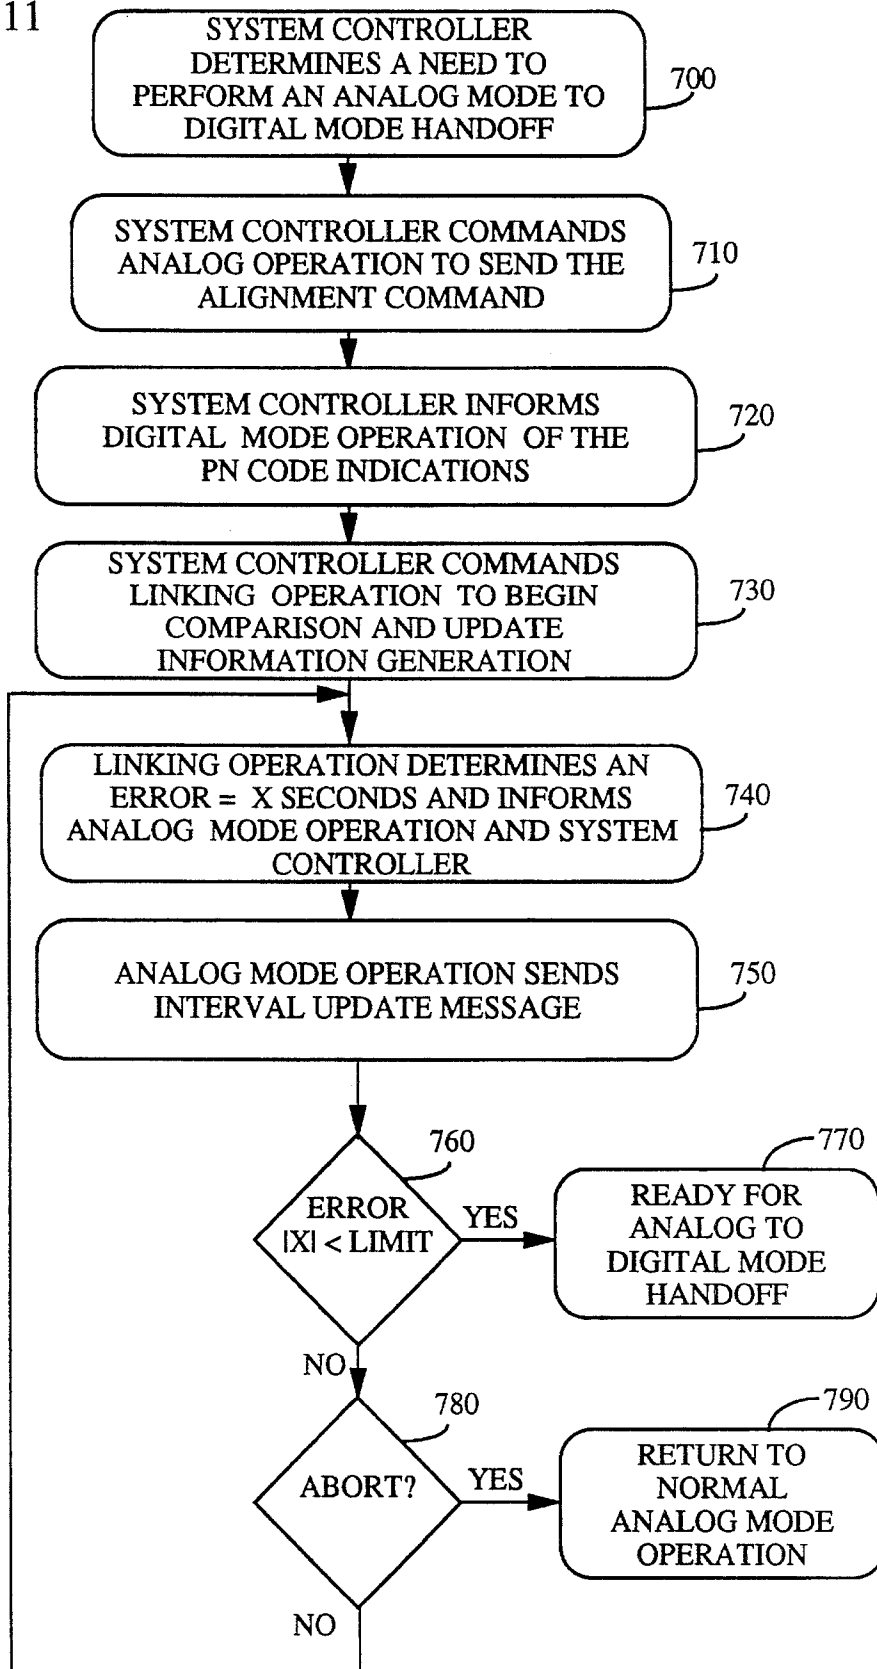 11
SYSTEM CONTROLLER
DETERMINES A NEED TO
PERFORM AN ANALOG MODE TO
DIGITAL MODE HANDOFF
700
SYSTEM CONTROLLER COMMANDS
ANALOG OPERATION TO SEND THE
ALIGNMENT COMMAND
710
SYSTEM CONTROLLER INFORMS
DIGITAL MODE OPERATION OF THE
PN CODE INDICATIONS
720
SYSTEM CONTROLLER COMMANDS
LINKING OPERATION TO BEGIN
COMPARISON AND UPDATE
INFORMATION GENERATION
730
LINKING OPERATION DETERMINES AN
ERROR = X SECONDS AND INFORMS
ANALOG MODE OPERATION AND SYSTEM
CONTROLLER
740
ANALOG MODE OPERATION SENDS
INTERVAL UPDATE MESSAGE
750
760
ERROR
|X| < LIMIT
YES
770
READY FOR
ANALOG TO
DIGITAL MODE
HANDOFF
NO
780
ABORT?
YES
790
RETURN TO
NORMAL
ANALOG MODE
OPERATION
NO